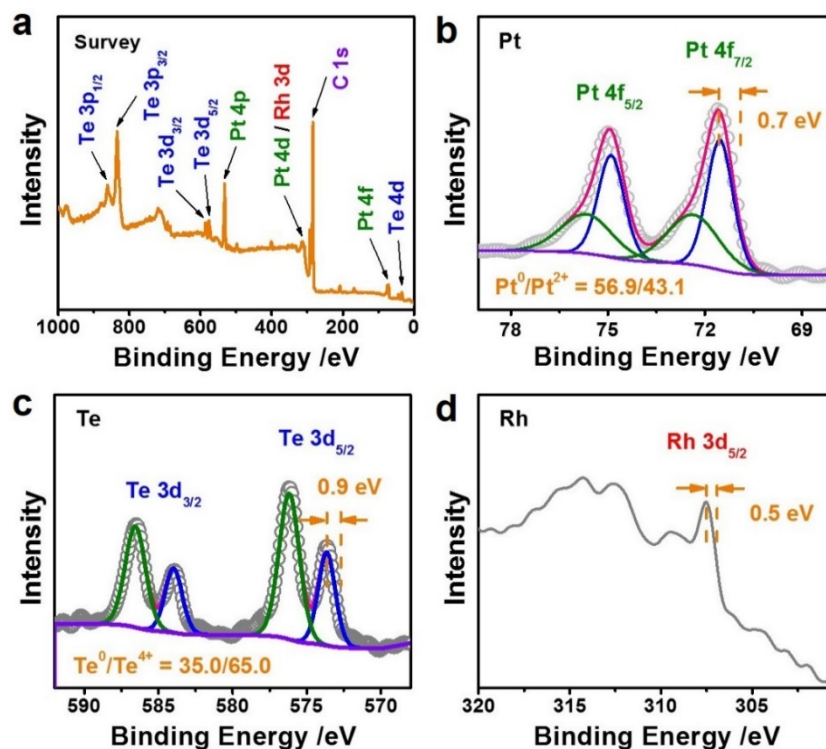 a
Survey
Te 3p1/2
Te 3p3/2
Te 3d3/2
Te 3d5/2
Pt 4p
Pt 4d / Rh 3d
C 1s
Pt 4f
Te 4d
Intensity
1000 800 600 400 200 0
Binding Energy /eV
b
Pt
Pt 4f7/2
Pt 4f5/2
0.7 eV
Pt⁰/Pt²⁺ = 56.9/43.1
Intensity
78 75 72 69
Binding Energy /eV
c
Te
Te 3d5/2
Te 3d3/2
0.9 eV
Te⁰/Te⁴⁺ = 35.0/65.0
Intensity
590 585 580 575 570
Binding Energy /eV
d
Rh
Rh 3d5/2
0.5 eV
Intensity
320 315 310 305
Binding Energy /eV